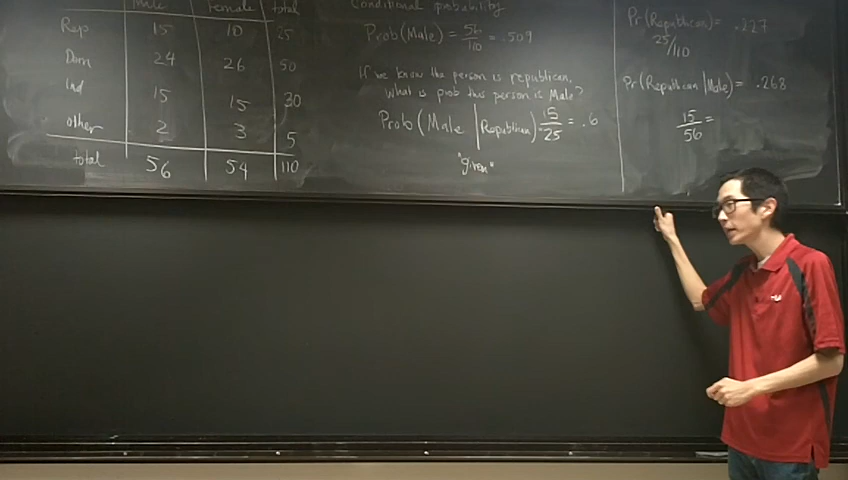 male Female total
Rep 15 10 25
Dem 24 26 50
Ind 15 15 30
other 2 3 5
total 56 54 110
Conditional probability
Prob(Male) = 56/110 = .509
If we know the person is republican,
what is prob this person is Male?
Prob(Male | Republican) 15/25 = .6
"given"
Pr(Republican) = .227
25/110
Pr(Republican | Male) = .268
15/56 =